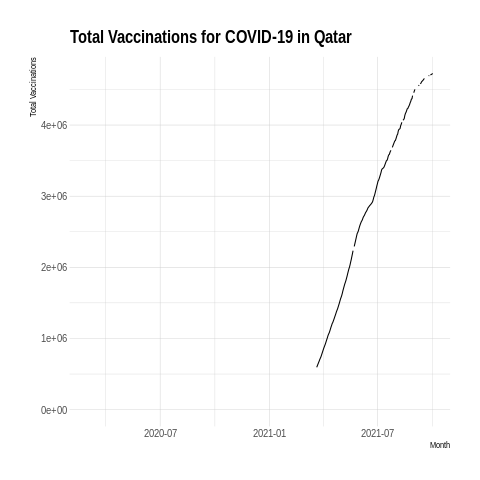 Total Vaccinations for COVID-19 in Qatar
Total Vaccinations
4e+06
3e+06
2e+06
1e+06
0e+00
2020-07 2021-01 2021-07
Month